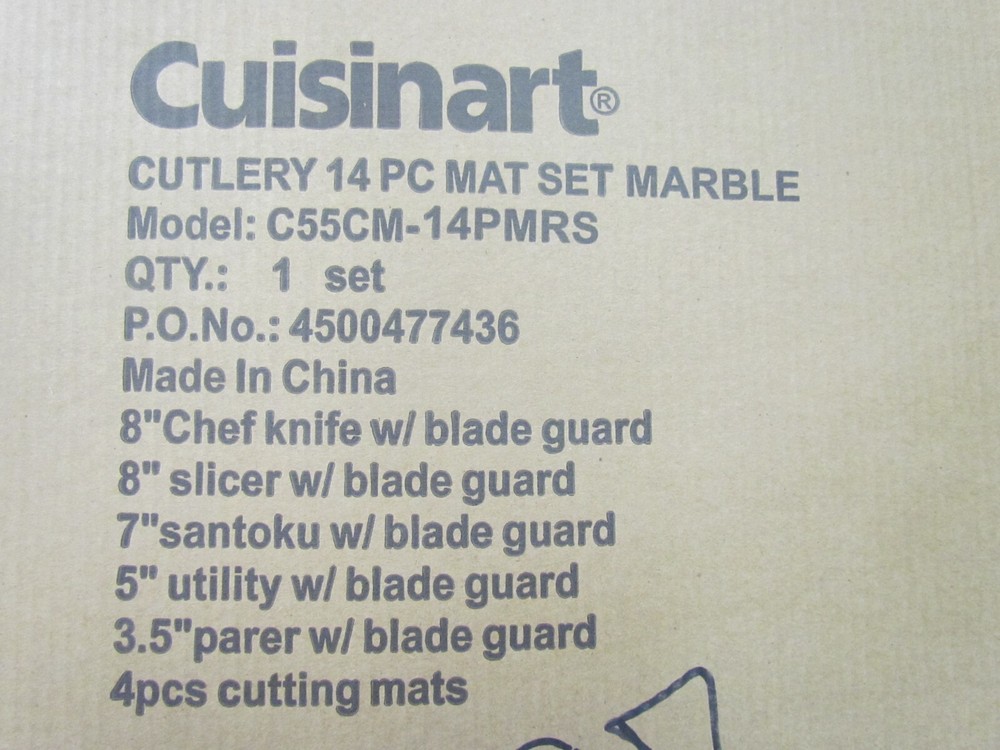 Cuisinart®
CUTLERY 14 PC MAT SET MARBLE
Model: C55CM-14PMRS
QTY.: 1 set
P.O.No.: 4500477436
Made In China
8"Chef knife w/ blade guard
8" slicer w/ blade guard
7"santoku w/ blade guard
5" utility w/ blade guard
3.5"parer w/ blade guard
4pcs cutting mats